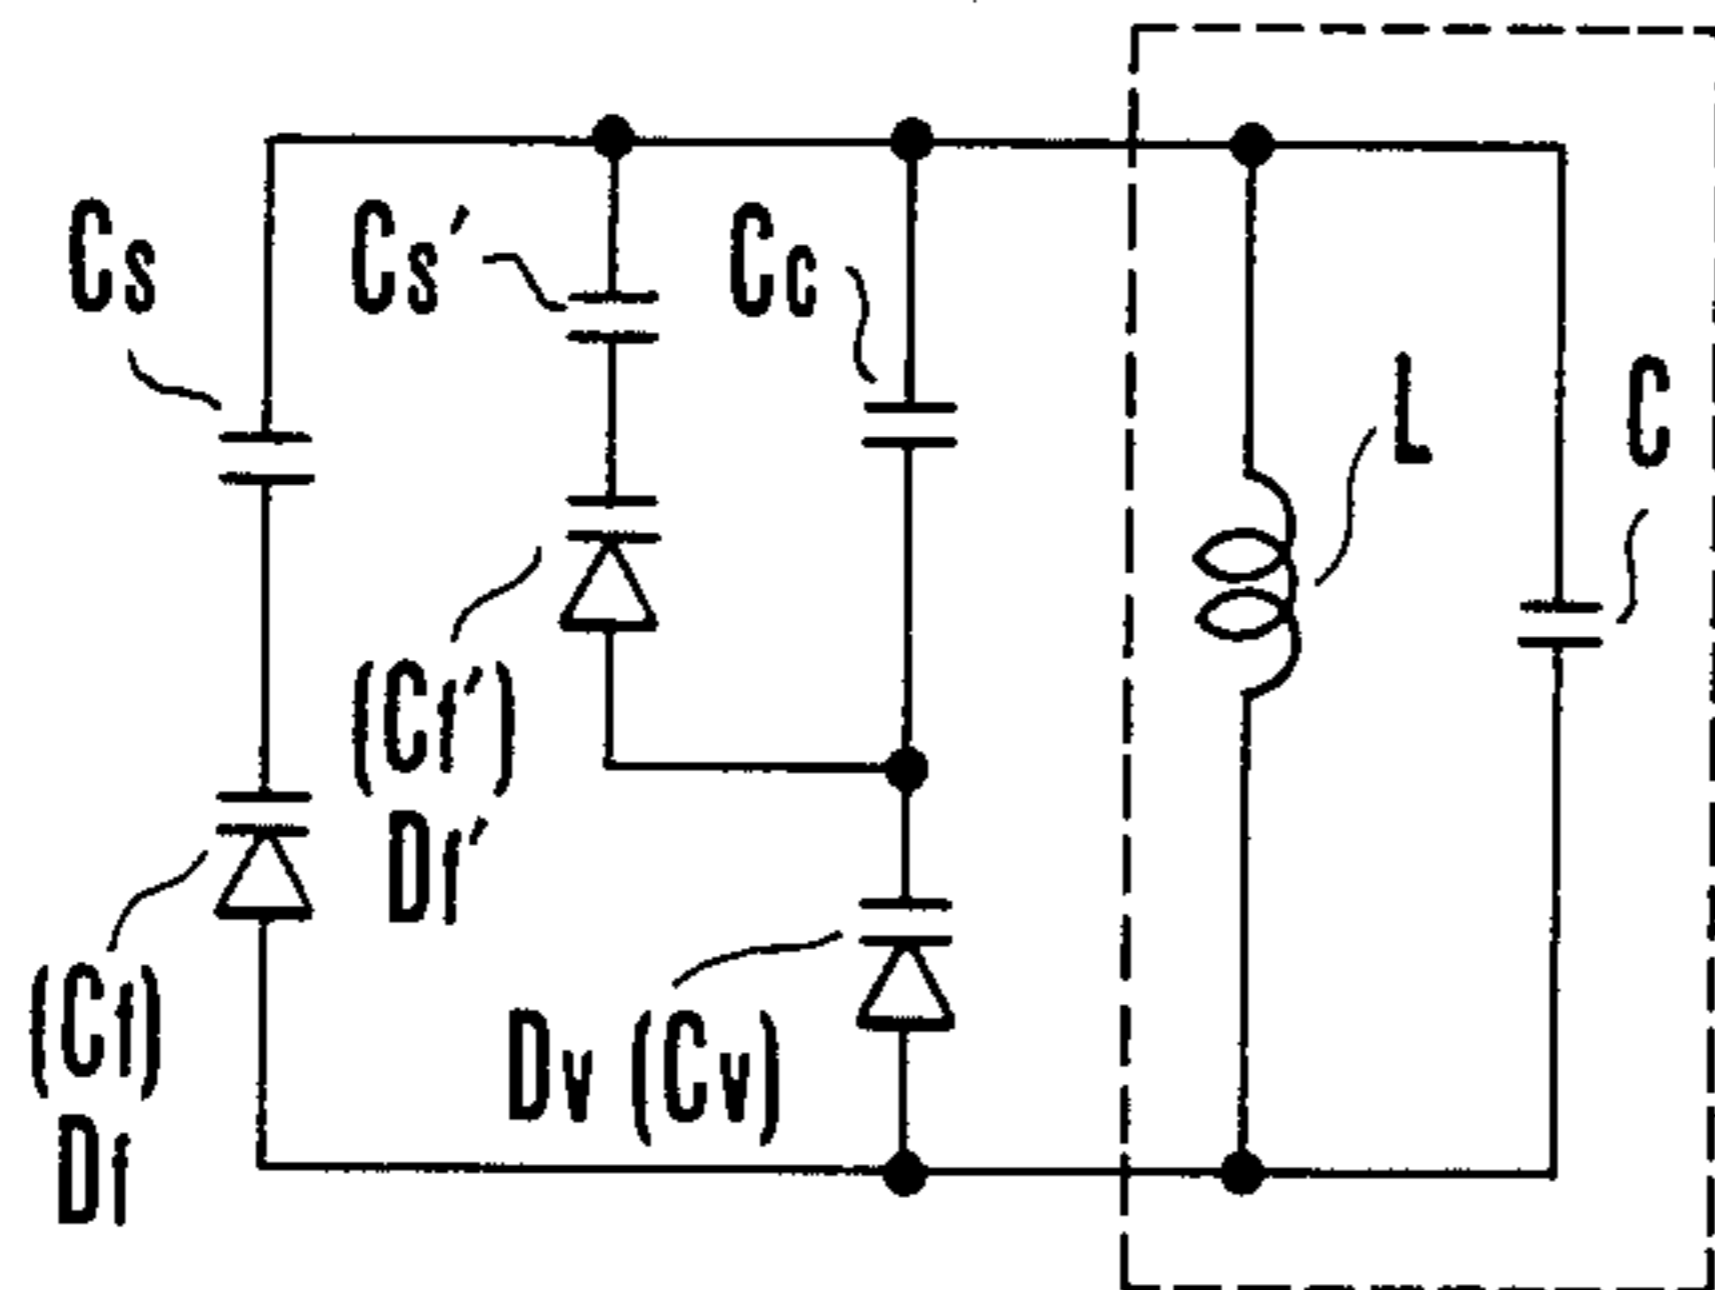 Cs
Cs′
Cc
L
C
(Cf′)
Df′
(Cf)
Df
Dv (Cv)